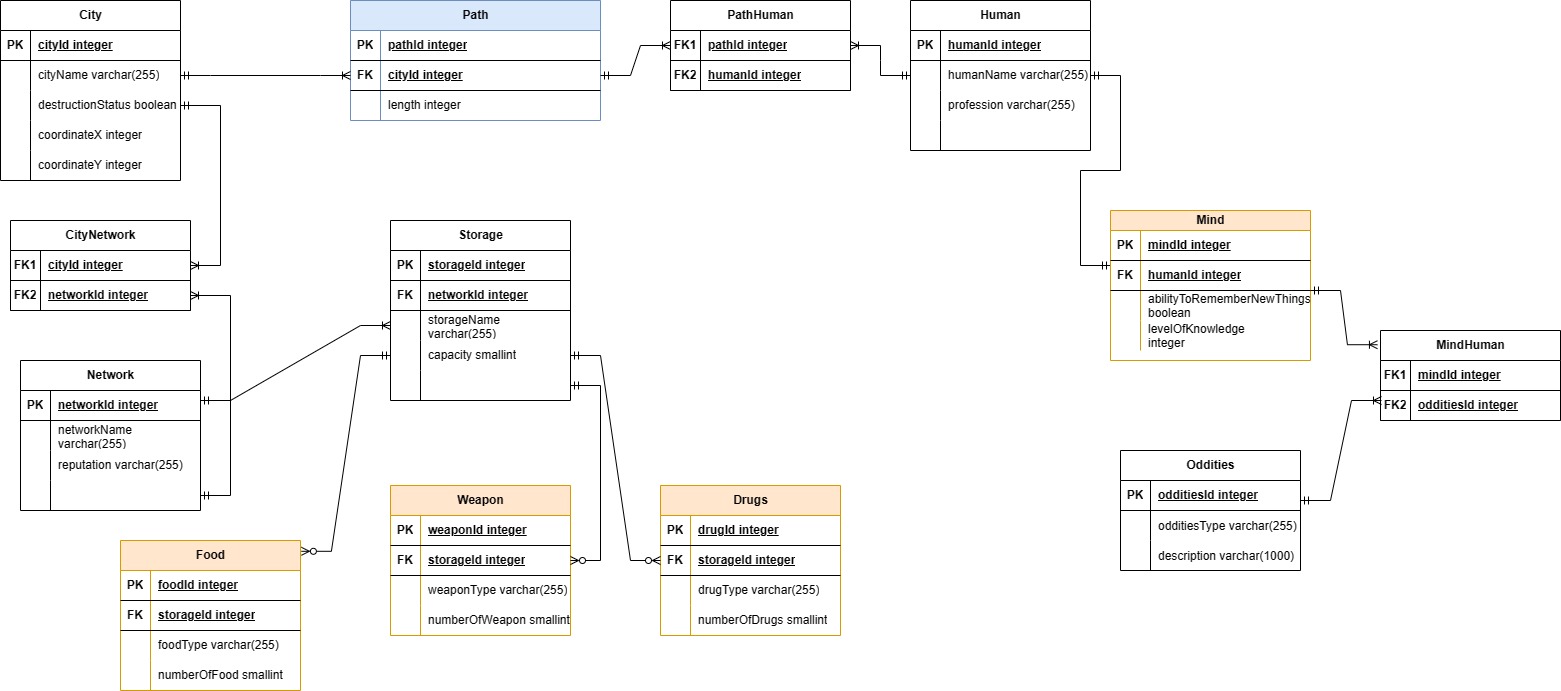 City
PK cityId integer
cityName varchar(255)
destructionStatus boolean
coordinateX integer
coordinateY integer
Path
PK pathId integer
FK cityId integer
length integer
PathHuman
FK1 pathId integer
FK2 humanId integer
Human
PK humanId integer
humanName varchar(255)
profession varchar(255)
CityNetwork
FK1 cityId integer
FK2 networkId integer
Storage
PK storageId integer
FK networkId integer
storageName
varchar(255)
capacity smallint
Mind
PK mindId integer
FK humanId integer
abilityToRememberNewThings
boolean
levelOfKnowledge
integer
MindHuman
FK1 mindId integer
FK2 odditiesId integer
Network
PK networkId integer
networkName
varchar(255)
reputation varchar(255)
Oddities
PK odditiesId integer
odditiesType varchar(255)
description varchar(1000)
Food
PK foodId integer
FK storageId integer
foodType varchar(255)
numberOfFood smallint
Weapon
PK weaponId integer
FK storageId integer
weaponType varchar(255)
numberOfWeapon smallint
Drugs
PK drugId integer
FK storageId integer
drugType varchar(255)
numberOfDrugs smallint